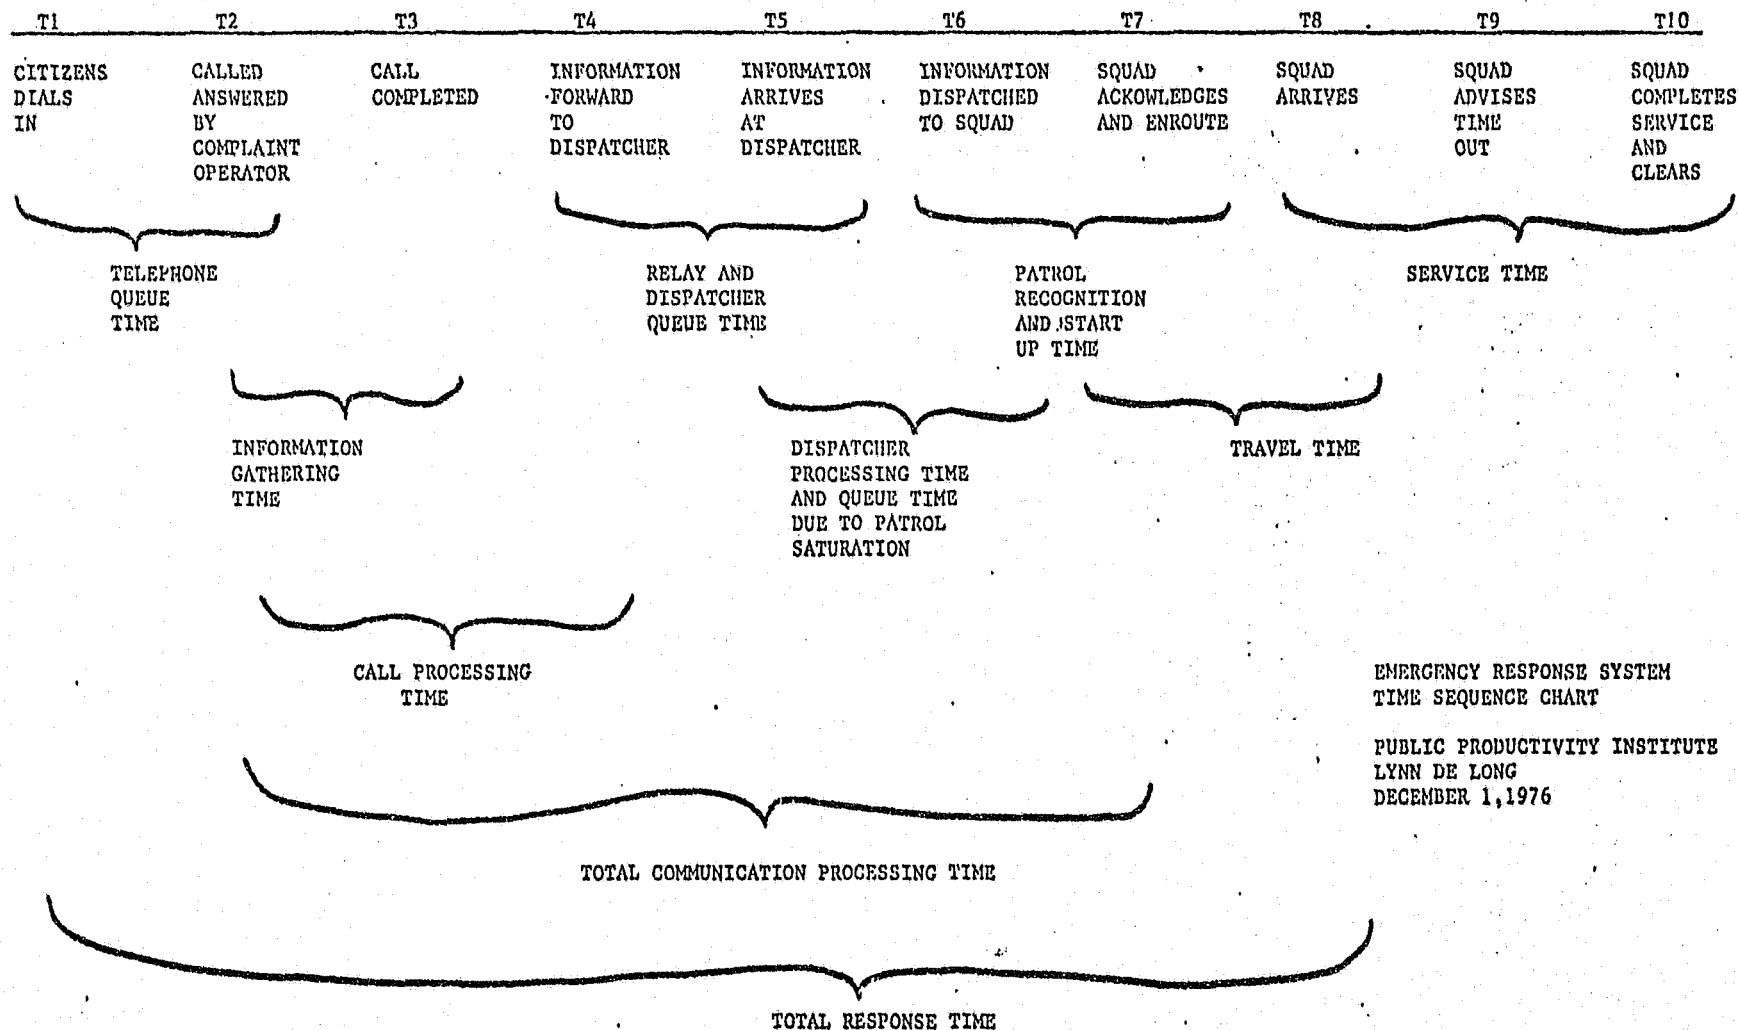 T1 T2 T3 T4 T5 T6 T7 T8 T9 T10
CITIZENS
DIALS
IN
CALLED
ANSWERED
BY
COMPLAINT
OPERATOR
CALL
COMPLETED
INFORMATION
FORWARD
TO
DISPATCHER
INFORMATION
ARRIVES
AT
DISPATCHER
INFORMATION
DISPATCHED
TO SQUAD
SQUAD
ACKOWLEDGES
AND ENROUTE
SQUAD
ARRIVES
SQUAD
ADVISES
TIME
OUT
SQUAD
COMPLETES
SERVICE
AND
CLEARS
TELEPHONE
QUEUE
TIME
RELAY AND
DISPATCHER
QUEUE TIME
PATROL
RECOGNITION
AND START
UP TIME
SERVICE TIME
INFORMATION
GATHERING
TIME
DISPATCHER
PROCESSING TIME
AND QUEUE TIME
DUE TO PATROL
SATURATION
TRAVEL TIME
CALL PROCESSING
TIME
EMERGENCY RESPONSE SYSTEM
TIME SEQUENCE CHART
PUBLIC PRODUCTIVITY INSTITUTE
LYNN DE LONG
DECEMBER 1,1976
TOTAL COMMUNICATION PROCESSING TIME
TOTAL RESPONSE TIME